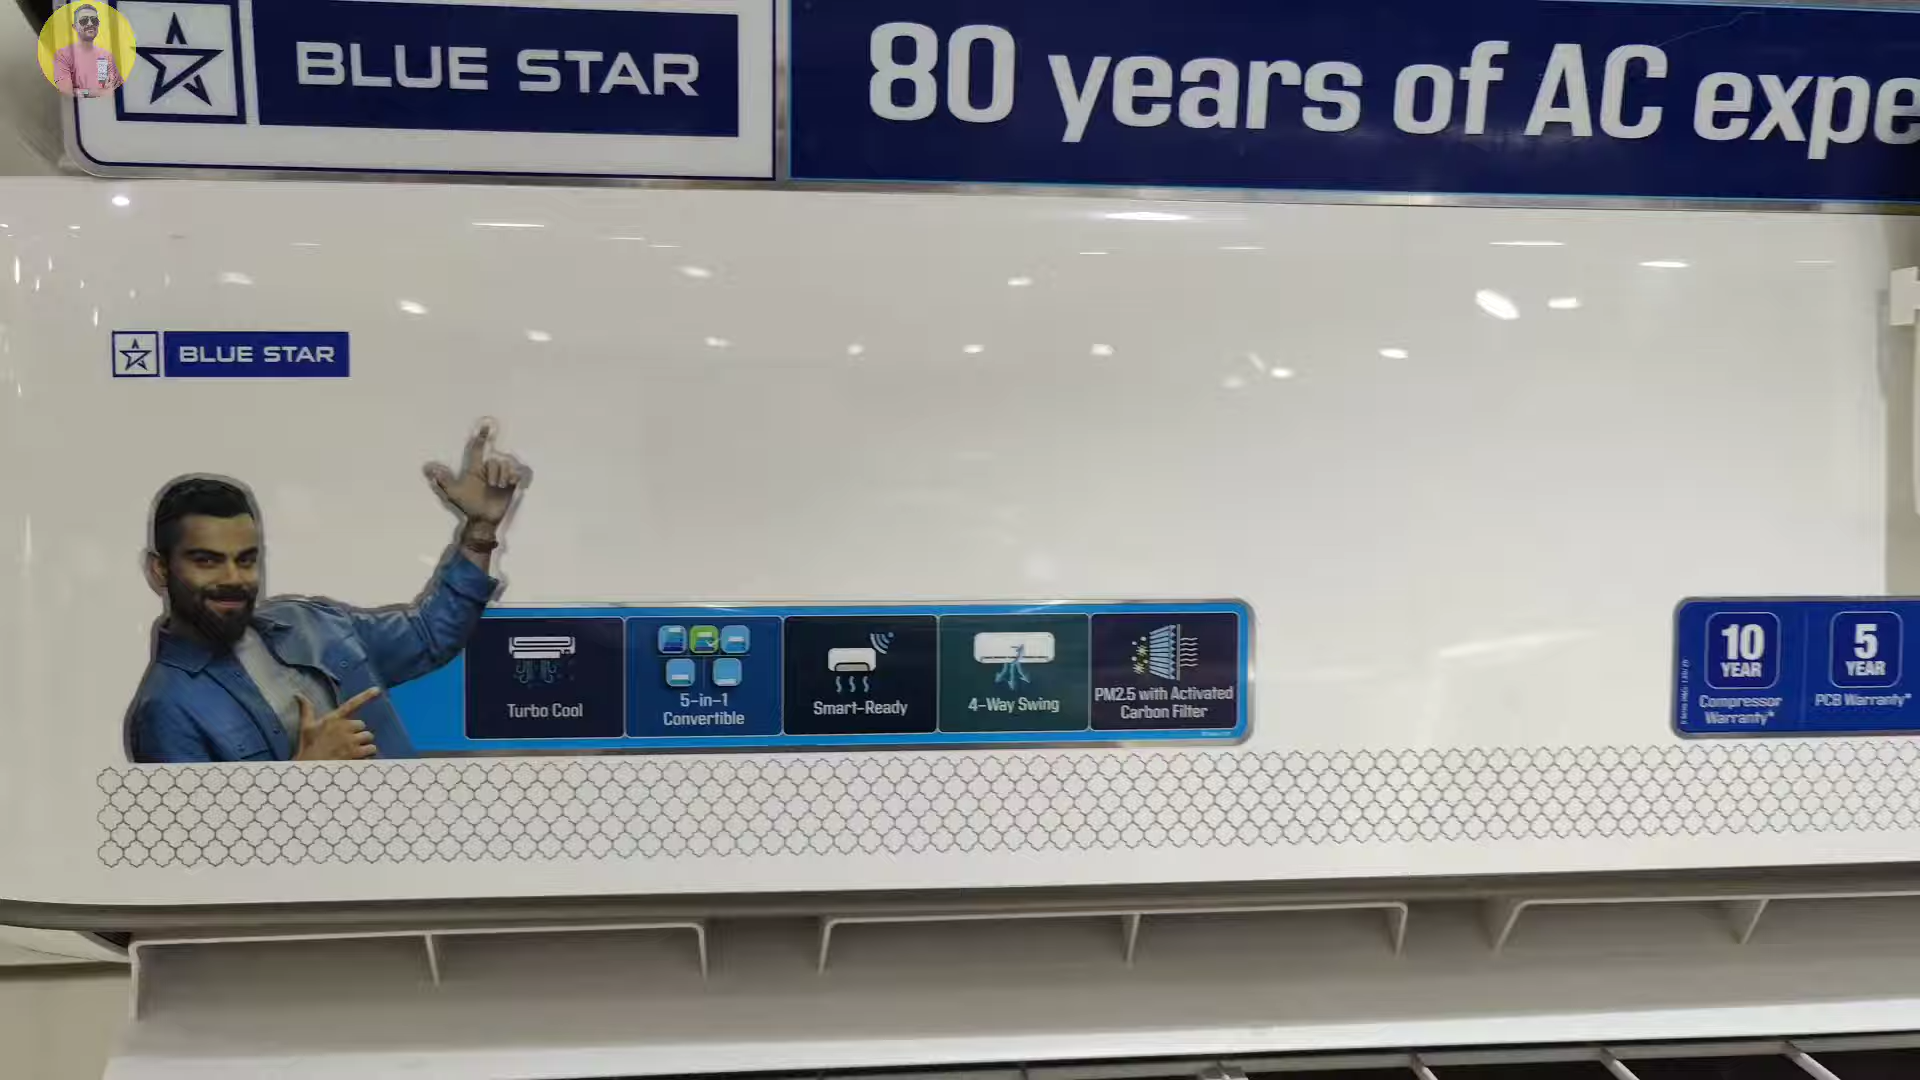 BLUE STAR
80 years of AC expe
BLUE STAR
Turbo Cool
5-in-1
Convertible
Smart-Ready
4-Way Swing
PM2.5 with Activated
Carbon Filter
10
YEAR
Compressor
Warranty*
5
YEAR
PCB Warranty*